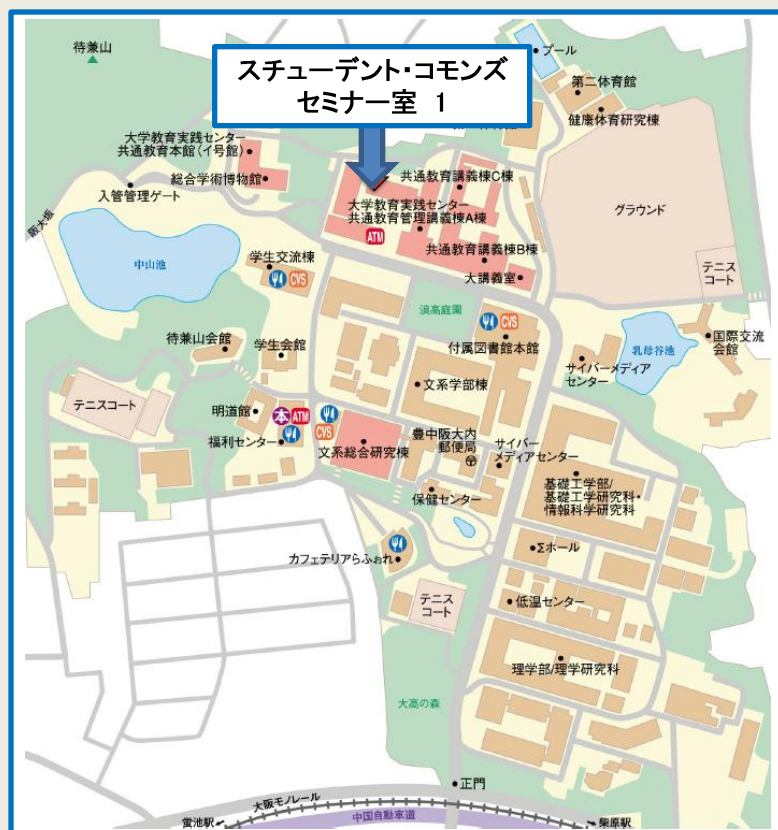 待兼山
スチューデント・コモンズ
セミナー室 1
プール
第二体育館
健康体育研究棟
大学教育実践センター
共通教育本館(イ号館)
総合学術博物館
入管管理ゲート
阪大坂
共通教育講義棟C棟
大学教育実践センター
共通教育管理講義棟A棟
ATM
共通教育講義棟B棟
大講義室
グラウンド
テニス
コート
中山池
学生交流棟
CVS
浪高庭園
CVS
付属図書館本館
国際交流
会館
乳母谷池
サイバーメディア
センター
待兼山会館
学生会館
文系学部棟
テニスコート
明道館
本
ATM
福利センター
CVS
文系総合研究棟
豊中阪大内
郵便局
サイバー
メディアセンター
保健センター
基礎工学部/
基礎工学研究科・
情報科学研究科
カフェテリアらふぉれ
Σホール
テニス
コート
低温センター
理学部/理学研究科
大高の森
正門
大阪モノレール
蛍池駅
中国自動車道
柴原駅